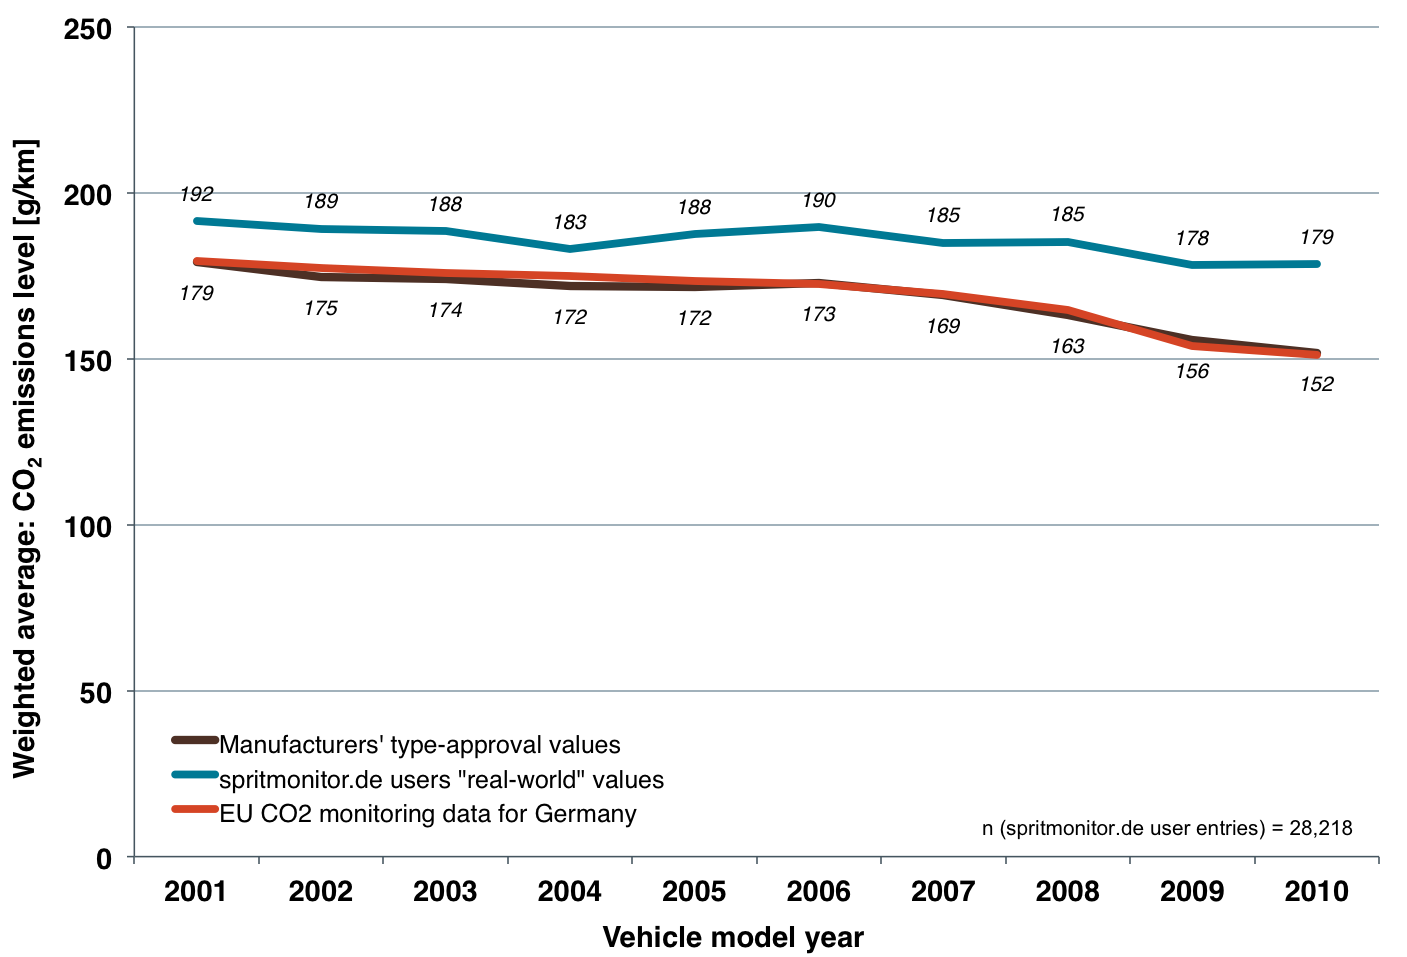 Weighted average: CO2 emissions level [g/km]
250
200
150
100
50
0
192 189 188 183 188 190 185 185 178 179
179 175 174 172 172 173 169 163 156 152
Manufacturers' type-approval values
spritmonitor.de users "real-world" values
EU CO2 monitoring data for Germany
n (spritmonitor.de user entries) = 28,218
2001 2002 2003 2004 2005 2006 2007 2008 2009 2010
Vehicle model year